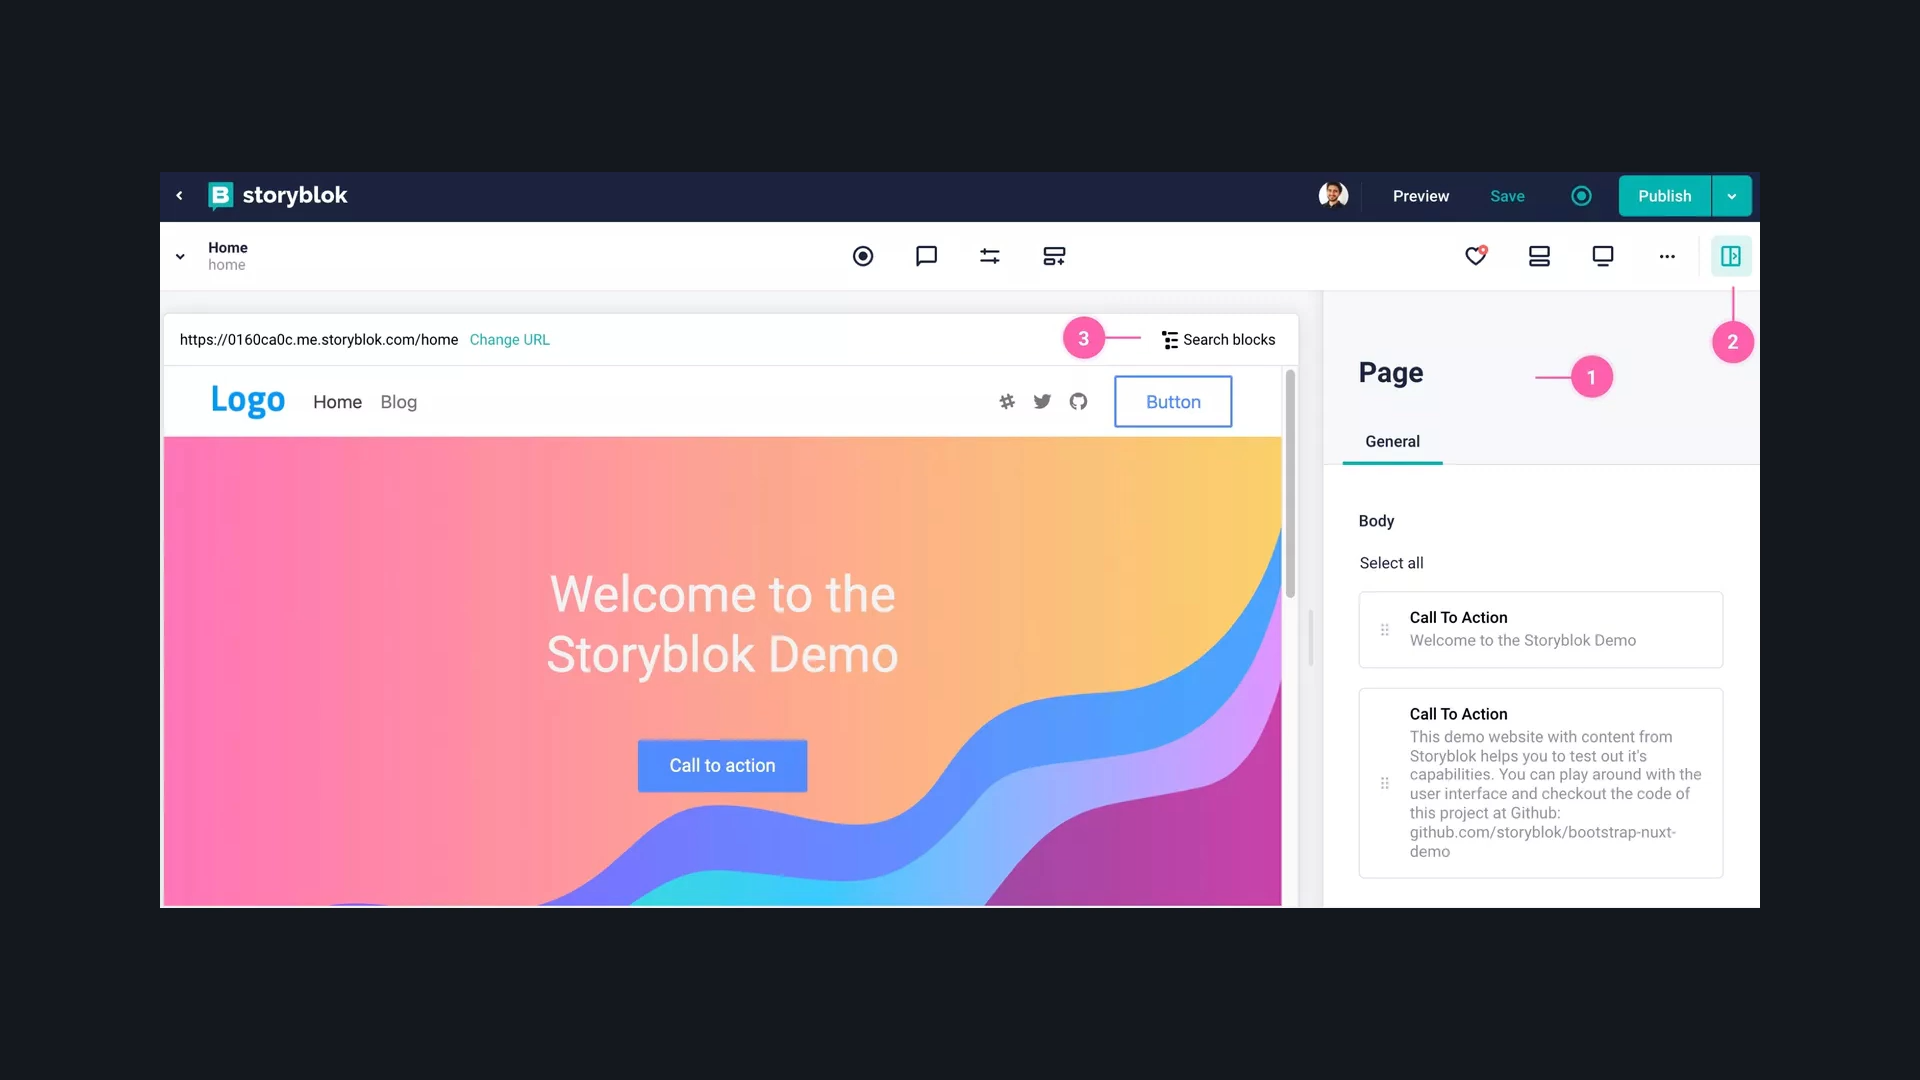 storyblok
Preview
Save
Publish
Home
home
https://0160ca0c.me.storyblok.com/home Change URL
3
Search blocks
Logo
Home
Blog
Button
Welcome to the
Storyblok Demo
Call to action
2
Page
1
General
Body
Select all
Call To Action
Welcome to the Storyblok Demo
Call To Action
This demo website with content from
Storyblok helps you to test out it's
capabilities. You can play around with the
user interface and checkout the code of
this project at Github:
github.com/storyblok/bootstrap-nuxt-
demo